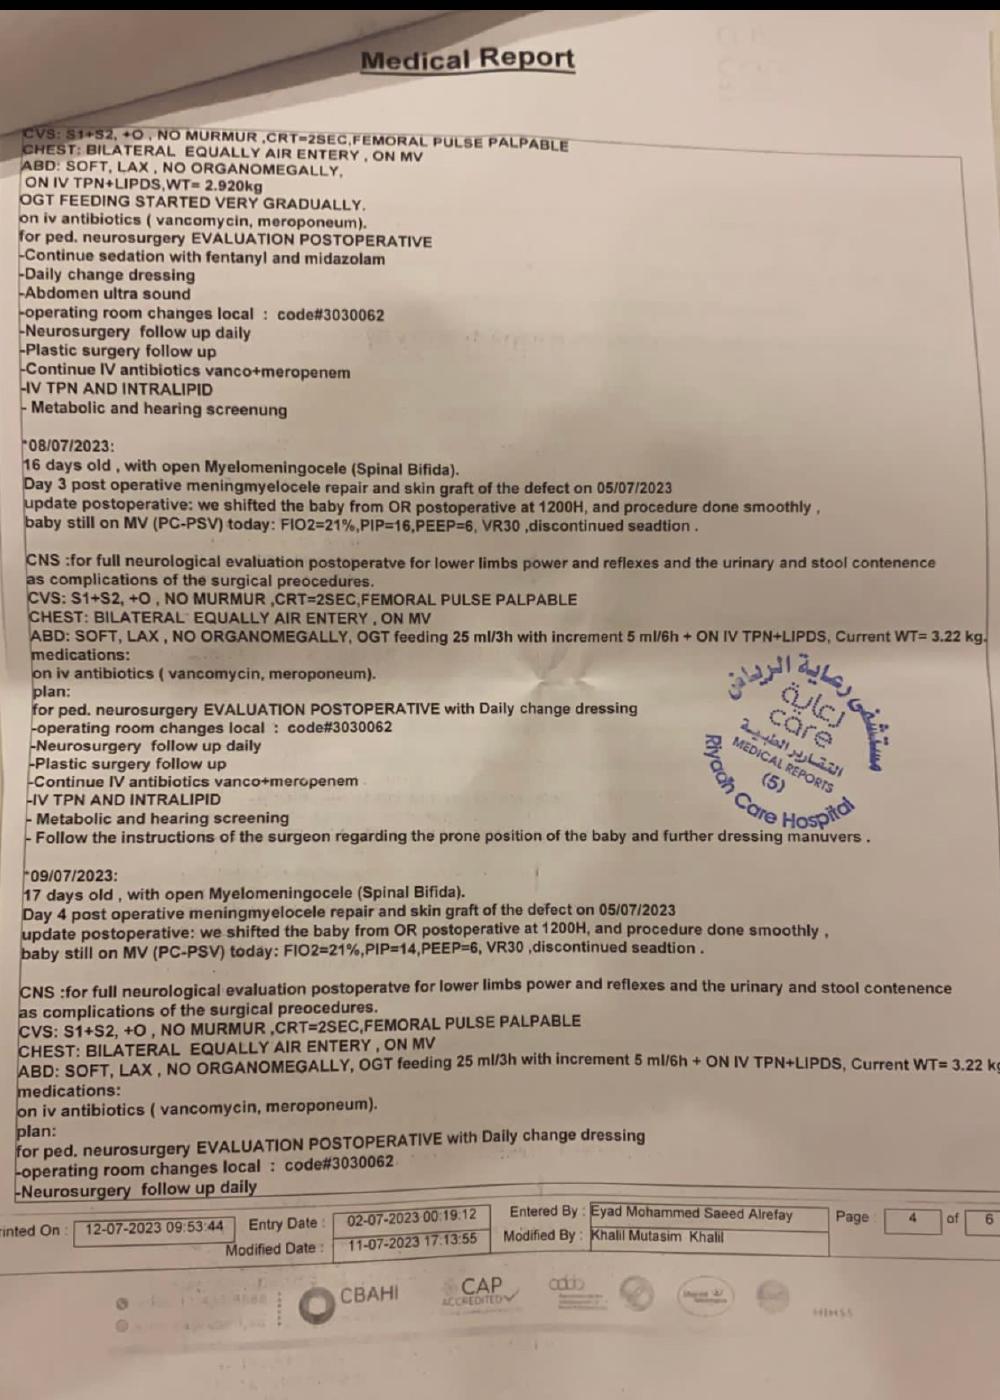 Medical Report
CVS: S1+S2, +O , NO MURMUR ,CRT=2SEC,FEMORAL PULSE PALPABLE
CHEST: BILATERAL EQUALLY AIR ENTERY , ON MV
ABD: SOFT, LAX , NO ORGANOMEGALLY,
ON IV TPN+LIPDS,WT= 2.920kg
OGT FEEDING STARTED VERY GRADUALLY.
on iv antibiotics ( vancomycin, meroponeum).
for ped. neurosurgery EVALUATION POSTOPERATIVE
-Continue sedation with fentanyl and midazolam
-Daily change dressing
-Abdomen ultra sound
-operating room changes local : code#3030062
-Neurosurgery follow up daily
-Plastic surgery follow up
-Continue IV antibiotics vanco+meropenem
-IV TPN AND INTRALIPID
- Metabolic and hearing screenung
*08/07/2023:
16 days old , with open Myelomeningocele (Spinal Bifida).
Day 3 post operative meningmyelocele repair and skin graft of the defect on 05/07/2023
update postoperative: we shifted the baby from OR postoperative at 1200H, and procedure done smoothly ,
baby still on MV (PC-PSV) today: FIO2=21%,PIP=16,PEEP=6, VR30 ,discontinued seadtion .
CNS :for full neurological evaluation postoperatve for lower limbs power and reflexes and the urinary and stool contenence
as complications of the surgical preocedures.
CVS: S1+S2, +O , NO MURMUR ,CRT=2SEC,FEMORAL PULSE PALPABLE
CHEST: BILATERAL EQUALLY AIR ENTERY , ON MV
ABD: SOFT, LAX , NO ORGANOMEGALLY, OGT feeding 25 ml/3h with increment 5 ml/6h + ON IV TPN+LIPDS, Current WT= 3.22 kg.
medications:
on iv antibiotics ( vancomycin, meroponeum).
plan:
for ped. neurosurgery EVALUATION POSTOPERATIVE with Daily change dressing
-operating room changes local : code#3030062
-Neurosurgery follow up daily
-Plastic surgery follow up
-Continue IV antibiotics vanco+meropenem
-IV TPN AND INTRALIPID
- Metabolic and hearing screening
- Follow the instructions of the surgeon regarding the prone position of the baby and further dressing manuvers .
مستشفى رعاية الرياض
رعاية
care
التقارير الطبية
MEDICAL REPORTS
(5)
Riyadh Care Hospital
*09/07/2023:
17 days old , with open Myelomeningocele (Spinal Bifida).
Day 4 post operative meningmyelocele repair and skin graft of the defect on 05/07/2023
update postoperative: we shifted the baby from OR postoperative at 1200H, and procedure done smoothly ,
baby still on MV (PC-PSV) today: FIO2=21%,PIP=14,PEEP=6, VR30 ,discontinued seadtion .
CNS :for full neurological evaluation postoperatve for lower limbs power and reflexes and the urinary and stool contenence
as complications of the surgical preocedures.
CVS: S1+S2, +O , NO MURMUR ,CRT=2SEC,FEMORAL PULSE PALPABLE
CHEST: BILATERAL EQUALLY AIR ENTERY , ON MV
ABD: SOFT, LAX , NO ORGANOMEGALLY, OGT feeding 25 ml/3h with increment 5 ml/6h + ON IV TPN+LIPDS, Current WT= 3.22 kg
medications:
on iv antibiotics ( vancomycin, meroponeum).
plan:
for ped. neurosurgery EVALUATION POSTOPERATIVE with Daily change dressing
-operating room changes local : code#3030062
-Neurosurgery follow up daily
rinted On : 12-07-2023 09:53:44 Entry Date : 02-07-2023 00:19:12 Entered By : Eyad Mohammed Saeed Alrefay Page : 4 of 6
Modified Date : 11-07-2023 17:13:55 Modified By : Khalil Mutasim Khalil
CBAHI
CAP
ACCREDITED
HIMSS